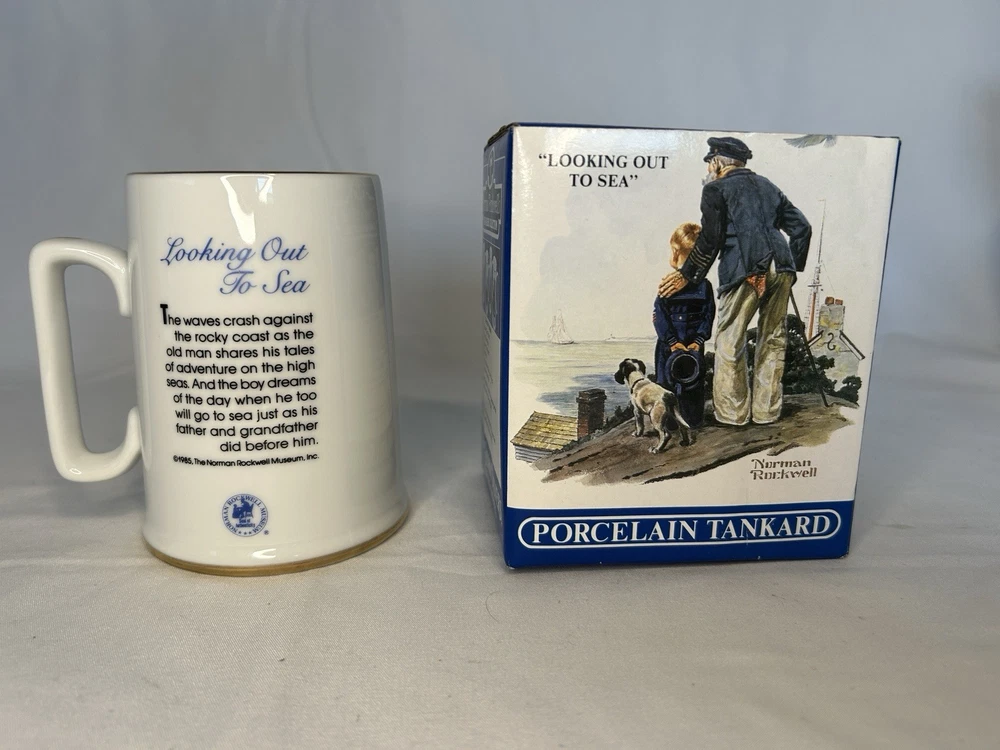 Looking Out
To Sea
The waves crash against
the rocky coast as the
old man shares his tales
of adventure on the high
seas. And the boy dreams
of the day when he too
will go to sea just as his
father and grandfather
did before him.
©1985, The Norman Rockwell Museum, Inc.
NORMAN ROCKWELL MUSEUM
®
"LOOKING OUT
TO SEA"
Norman
Rockwell
PORCELAIN TANKARD